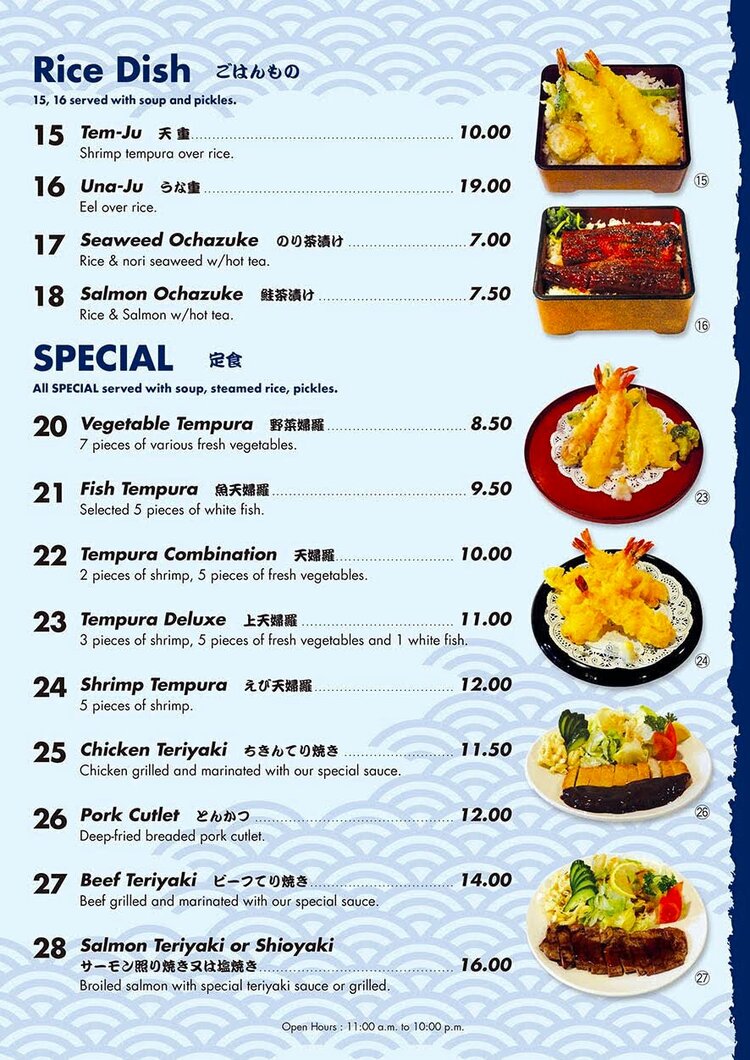 Rice Dish ごはんもの
15, 16 served with soup and pickles.
15 Tem-Ju 天重 10.00
Shrimp tempura over rice.
16 Una-Ju うな重 19.00
Eel over rice.
17 Seaweed Ochazuke のり茶漬け 7.00
Rice & nori seaweed w/hot tea.
18 Salmon Ochazuke 鮭茶漬け 7.50
Rice & Salmon w/hot tea.
SPECIAL 定食
All SPECIAL served with soup, steamed rice, pickles.
20 Vegetable Tempura 野菜婦羅 8.50
7 pieces of various fresh vegetables.
21 Fish Tempura 魚天婦羅 9.50
Selected 5 pieces of white fish.
22 Tempura Combination 天婦羅 10.00
2 pieces of shrimp, 5 pieces of fresh vegetables.
23 Tempura Deluxe 上天婦羅 11.00
3 pieces of shrimp, 5 pieces of fresh vegetables and 1 white fish.
24 Shrimp Tempura えび天婦羅 12.00
5 pieces of shrimp.
25 Chicken Teriyaki ちきんてり焼き 11.50
Chicken grilled and marinated with our special sauce.
26 Pork Cutlet とんかつ 12.00
Deep-fried breaded pork cutlet.
27 Beef Teriyaki ビーフてり焼き 14.00
Beef grilled and marinated with our special sauce.
28 Salmon Teriyaki or Shioyaki
サーモン照り焼き又は塩焼き 16.00
Broiled salmon with special teriyaki sauce or grilled.
⑮
⑯
㉓
㉔
㉖
㉗
Open Hours : 11:00 a.m. to 10:00 p.m.